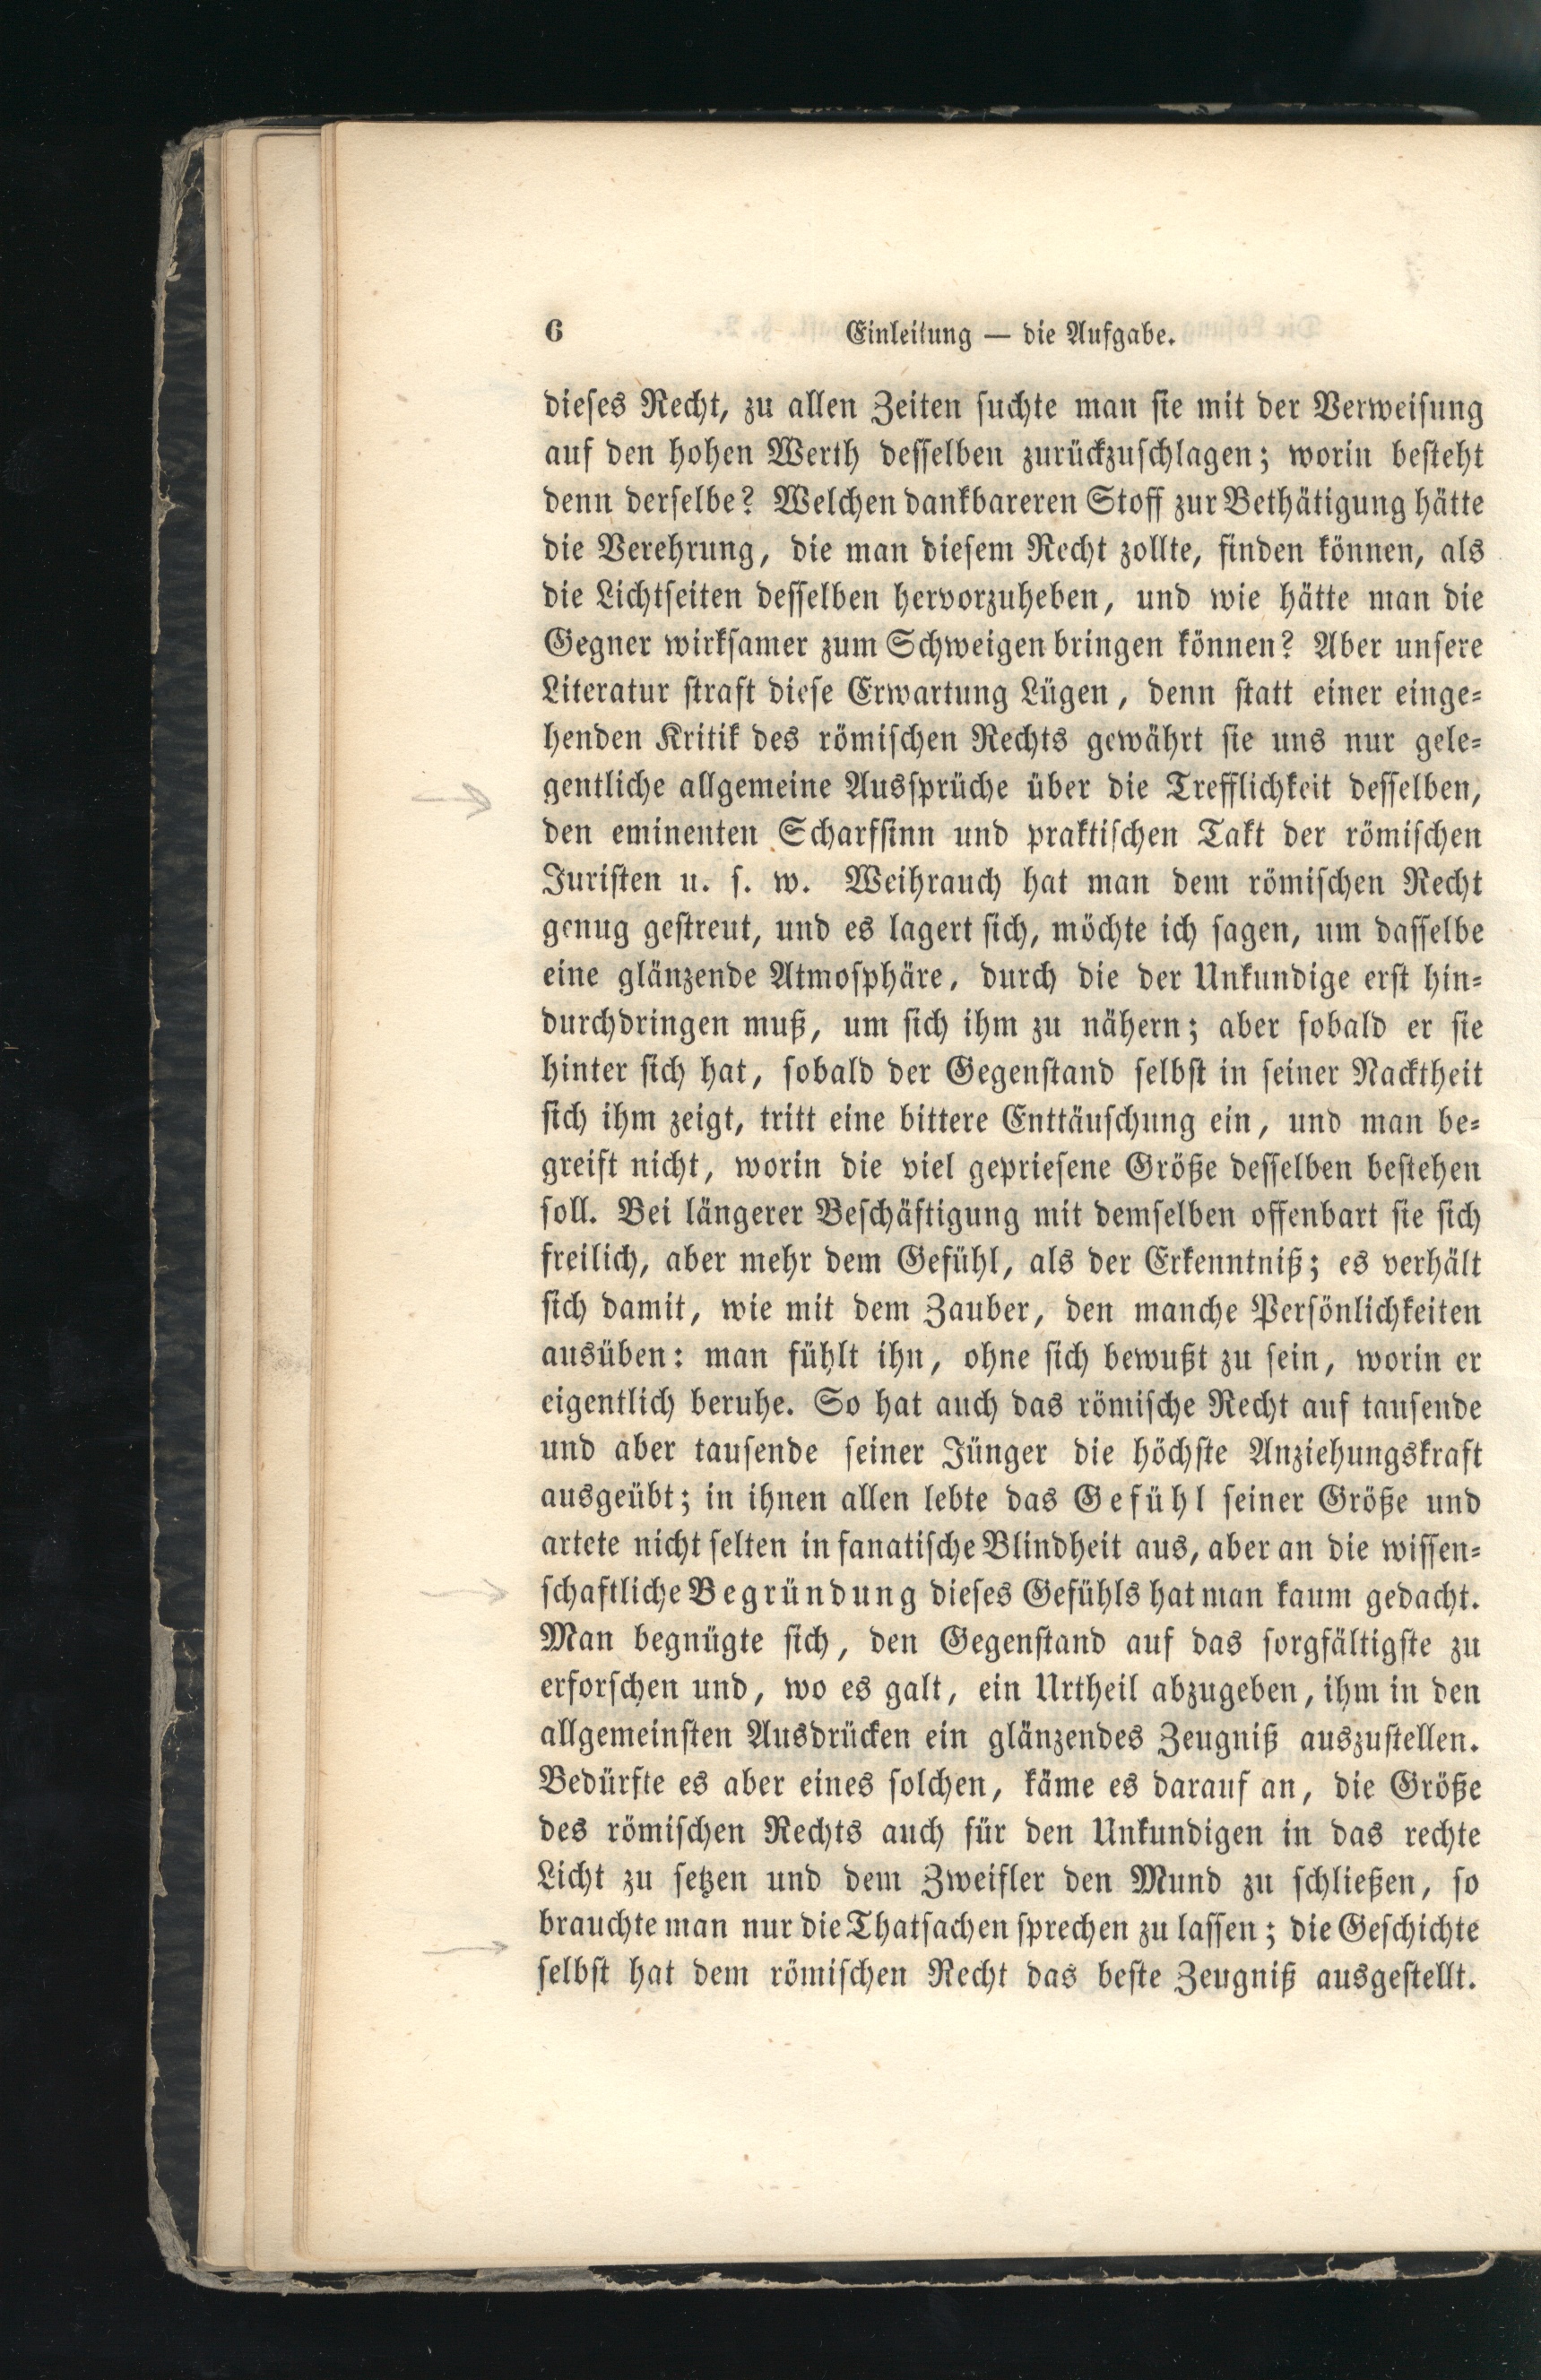 6 Einleitung — die Aufgabe.
dieses Recht, zu allen Zeiten suchte man sie mit der Verweisung
auf den hohen Werth desselben zurückzuschlagen; worin besteht
denn derselbe? Welchen dankbareren Stoff zur Bethätigung hätte
die Verehrung, die man diesem Recht zollte, finden können, als
die Lichtseiten desselben hervorzuheben, und wie hätte man die
Gegner wirksamer zum Schweigen bringen können? Aber unsere
Literatur straft diese Erwartung Lügen, denn statt einer einge-
henden Kritik des römischen Rechts gewährt sie uns nur gele-
gentliche allgemeine Aussprüche über die Trefflichkeit desselben,
den eminenten Scharfsinn und praktischen Takt der römischen
Juristen u. s. w. Weihrauch hat man dem römischen Recht
genug gestreut, und es lagert sich, möchte ich sagen, um dasselbe
eine glänzende Atmosphäre, durch die der Unkundige erst hin-
durchdringen muß, um sich ihm zu nähern; aber sobald er sie
hinter sich hat, sobald der Gegenstand selbst in seiner Nacktheit
sich ihm zeigt, tritt eine bittere Enttäuschung ein, und man be-
greift nicht, worin die viel gepriesene Größe desselben bestehen
soll. Bei längerer Beschäftigung mit demselben offenbart sie sich
freilich, aber mehr dem Gefühl, als der Erkenntniß; es verhält
sich damit, wie mit dem Zauber, den manche Persönlichkeiten
ausüben: man fühlt ihn, ohne sich bewußt zu sein, worin er
eigentlich beruhe. So hat auch das römische Recht auf tausende
und aber tausende seiner Jünger die höchste Anziehungskraft
ausgeübt; in ihnen allen lebte das Gefühl seiner Größe und
artete nicht selten in fanatische Blindheit aus, aber an die wissen-
schaftliche Begründung dieses Gefühls hat man kaum gedacht.
Man begnügte sich, den Gegenstand auf das sorgfältigste zu
erforschen und, wo es galt, ein Urtheil abzugeben, ihm in den
allgemeinsten Ausdrücken ein glänzendes Zeugniß auszustellen.
Bedürfte es aber eines solchen, käme es darauf an, die Größe
des römischen Rechts auch für den Unkundigen in das rechte
Licht zu setzen und dem Zweifler den Mund zu schließen, so
brauchte man nur die Thatsachen sprechen zu lassen; die Geschichte
selbst hat dem römischen Recht das beste Zeugniß ausgestellt.